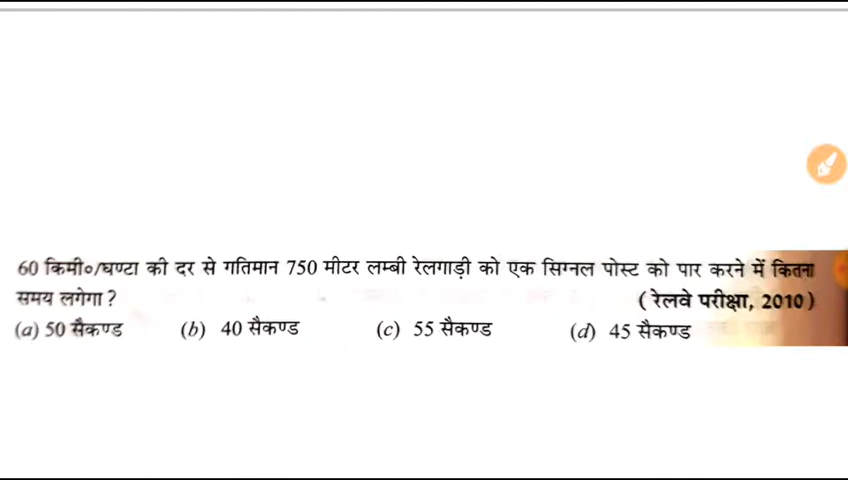 60 किमी०/घण्टा की दर से गतिमान 750 मीटर लम्बी रेलगाड़ी को एक सिग्नल पोस्ट को पार करने में कितना
समय लगेगा ? (रेलवे परीक्षा, 2010)
(a) 50 सैकण्ड (b) 40 सैकण्ड (c) 55 सैकण्ड (d) 45 सैकण्ड